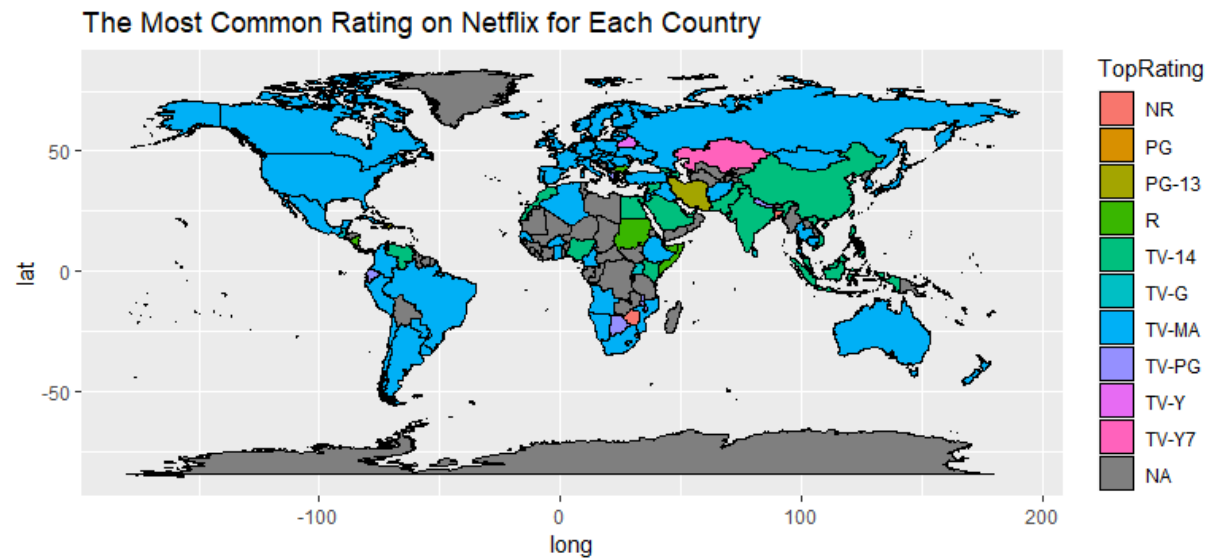 The Most Common Rating on Netflix for Each Country
lat
50
0
-50
-100
0
100
200
long
TopRating
NR
PG
PG-13
R
TV-14
TV-G
TV-MA
TV-PG
TV-Y
TV-Y7
NA